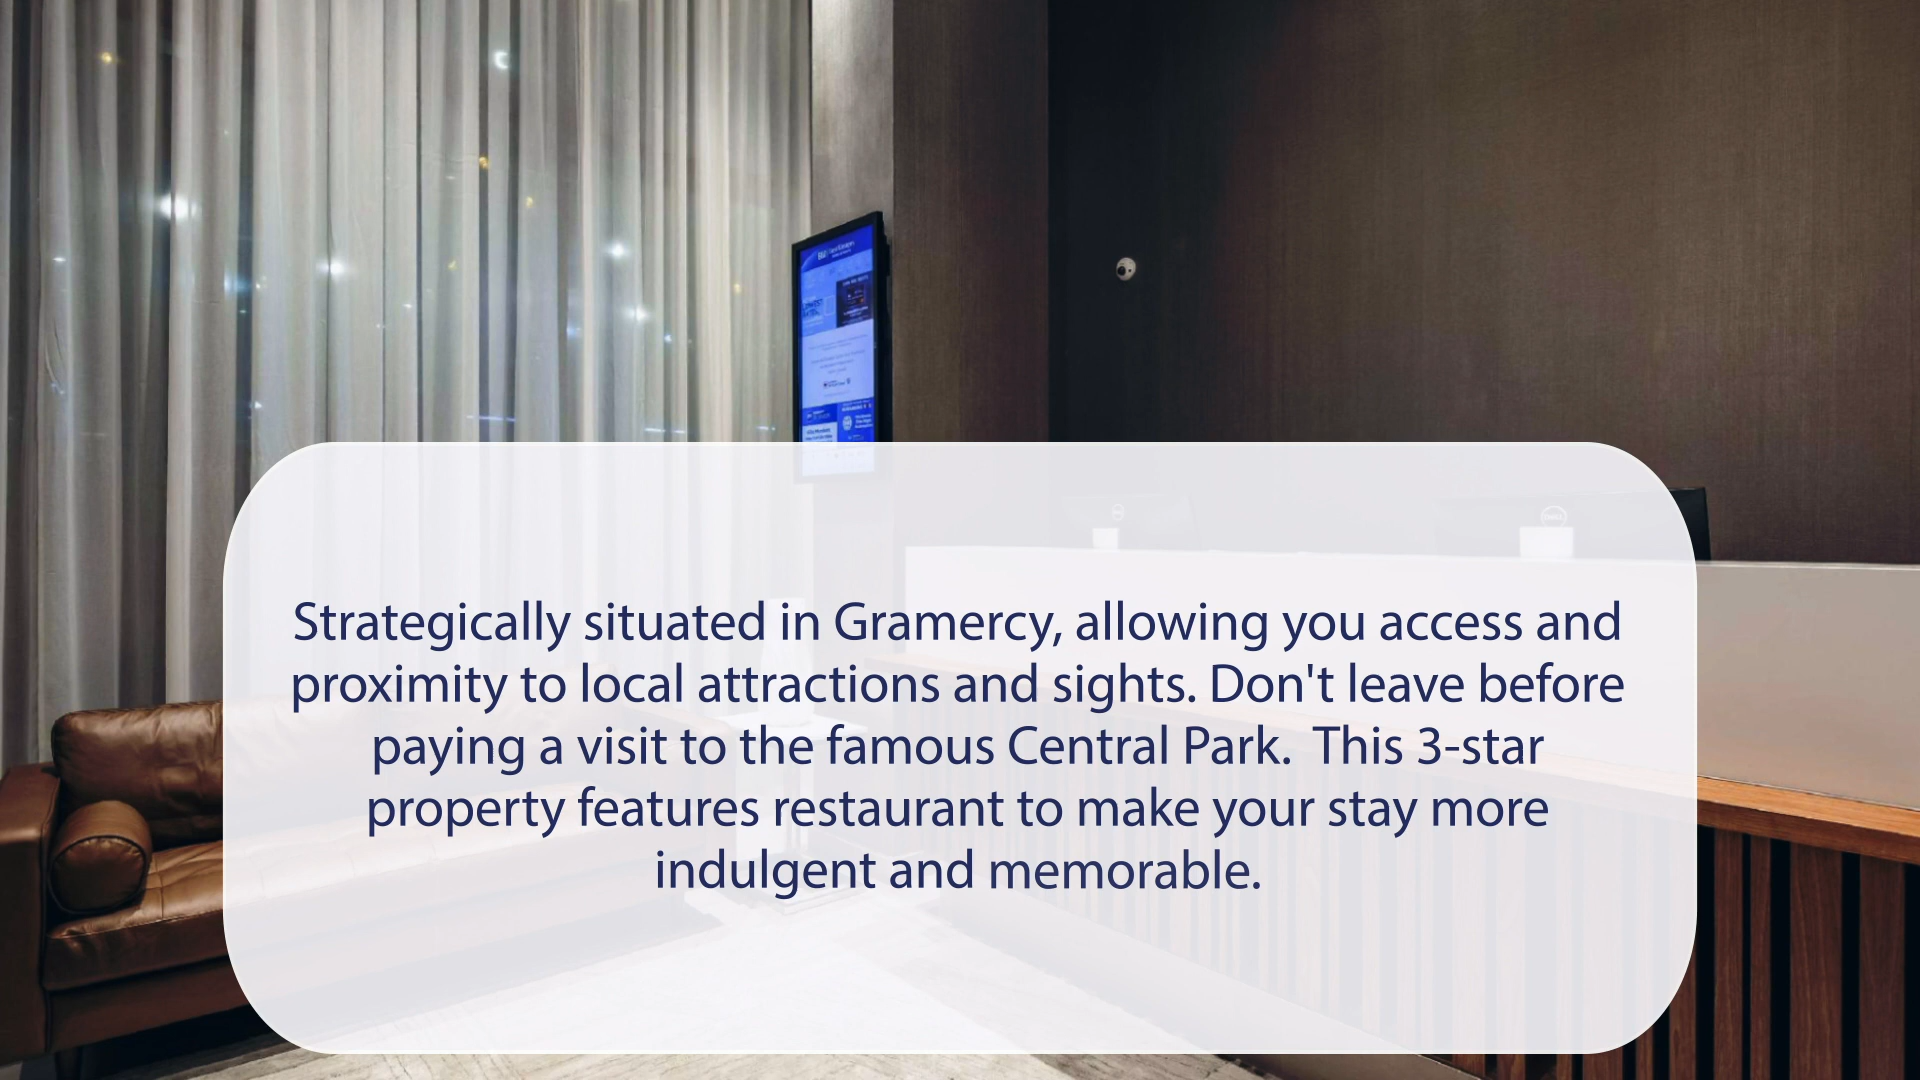 Strategically situated in Gramercy, allowing you access and
proximity to local attractions and sights. Don't leave before
paying a visit to the famous Central Park.  This 3-star
property features restaurant to make your stay more
indulgent and memorable.